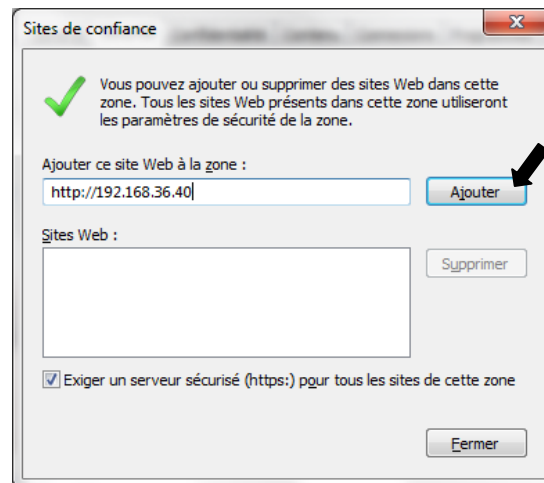 Sites de confiance
Vous pouvez ajouter ou supprimer des sites Web dans cette
zone. Tous les sites Web présents dans cette zone utiliseront
les paramètres de sécurité de la zone.
Ajouter ce site Web à la zone :
http://192.168.36.40
Ajouter
Sites Web :
Supprimer
Exiger un serveur sécurisé (https:) pour tous les sites de cette zone
Fermer